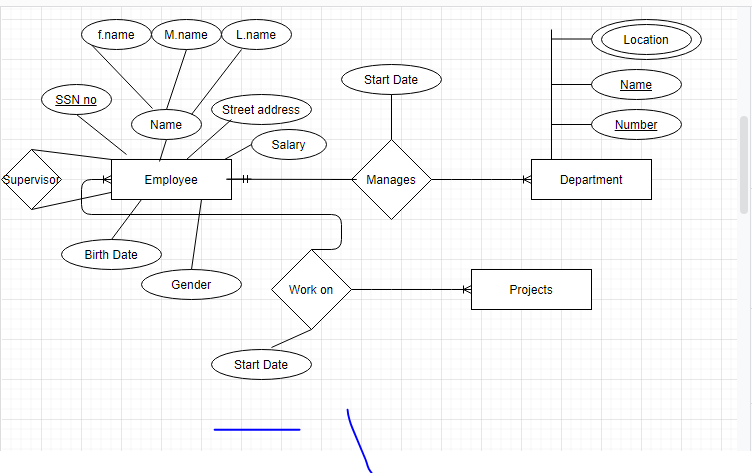 f.name
M.name
L.name
Location
Start Date
Name
SSN no
Street address
Name
Number
Salary
Supervisor
Employee
Manages
Department
Birth Date
Gender
Work on
Projects
Start Date